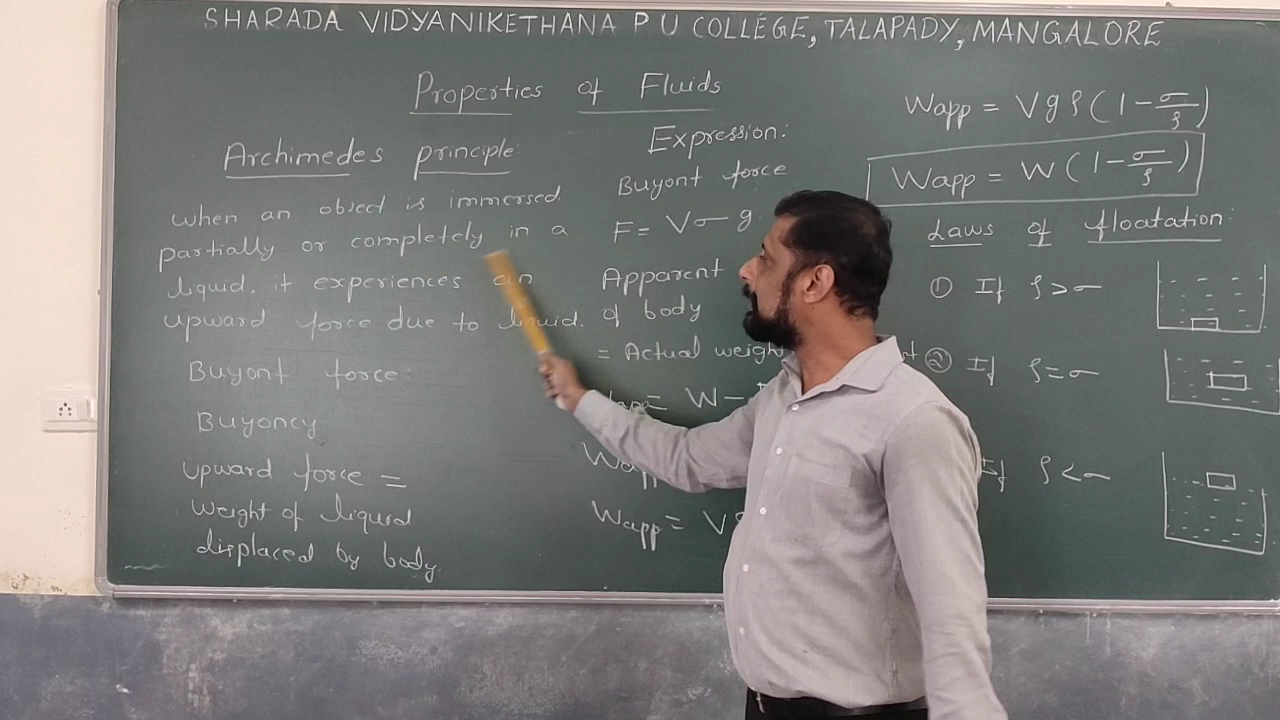 SHARADA VIDYANIKETHANA P U COLLEGE, TALAPADY, MANGALORE
Properties of Fluids
Archimedes principle:
when an object is immersed
partially or completely in a
liquid, it experiences an
upward force due to liquid.
Buyont force:
Buyoncy
upward force =
weight of liquid
displaced by body
Expression:
Buyont force
F = Vσg
Apparent
of body
= Actual weight
Wapp = W -
Wapp
Wapp = V
Wapp = Vgρ(1 - σ/ρ)
Wapp = W(1 - σ/ρ)
Laws of floatation:
① If ρ>σ
② If ρ=σ
If ρ<σ